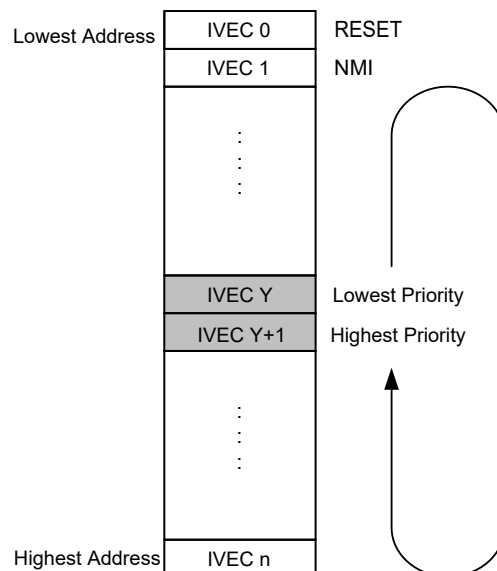 Lowest Address IVEC 0 RESET
IVEC 1 NMI
⋮
IVEC Y Lowest Priority
IVEC Y+1 Highest Priority
⋮
Highest Address IVEC n